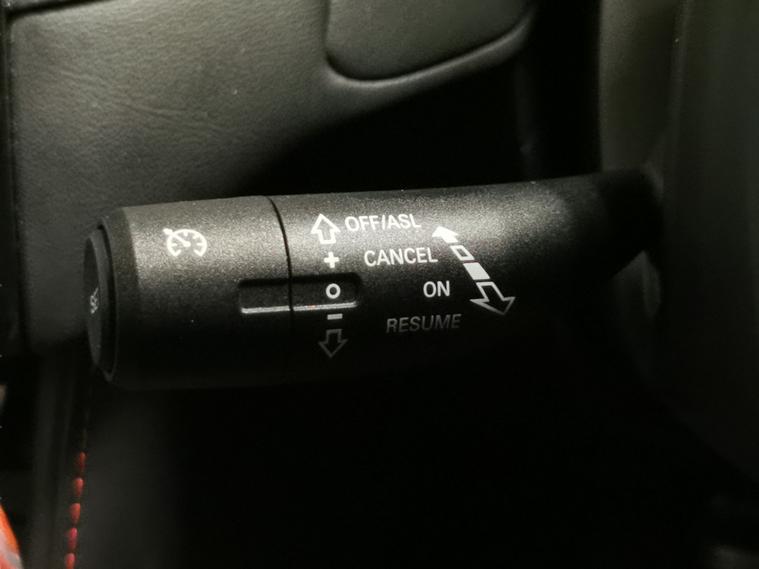 OFF/ASL
+ CANCEL
O ON
- RESUME